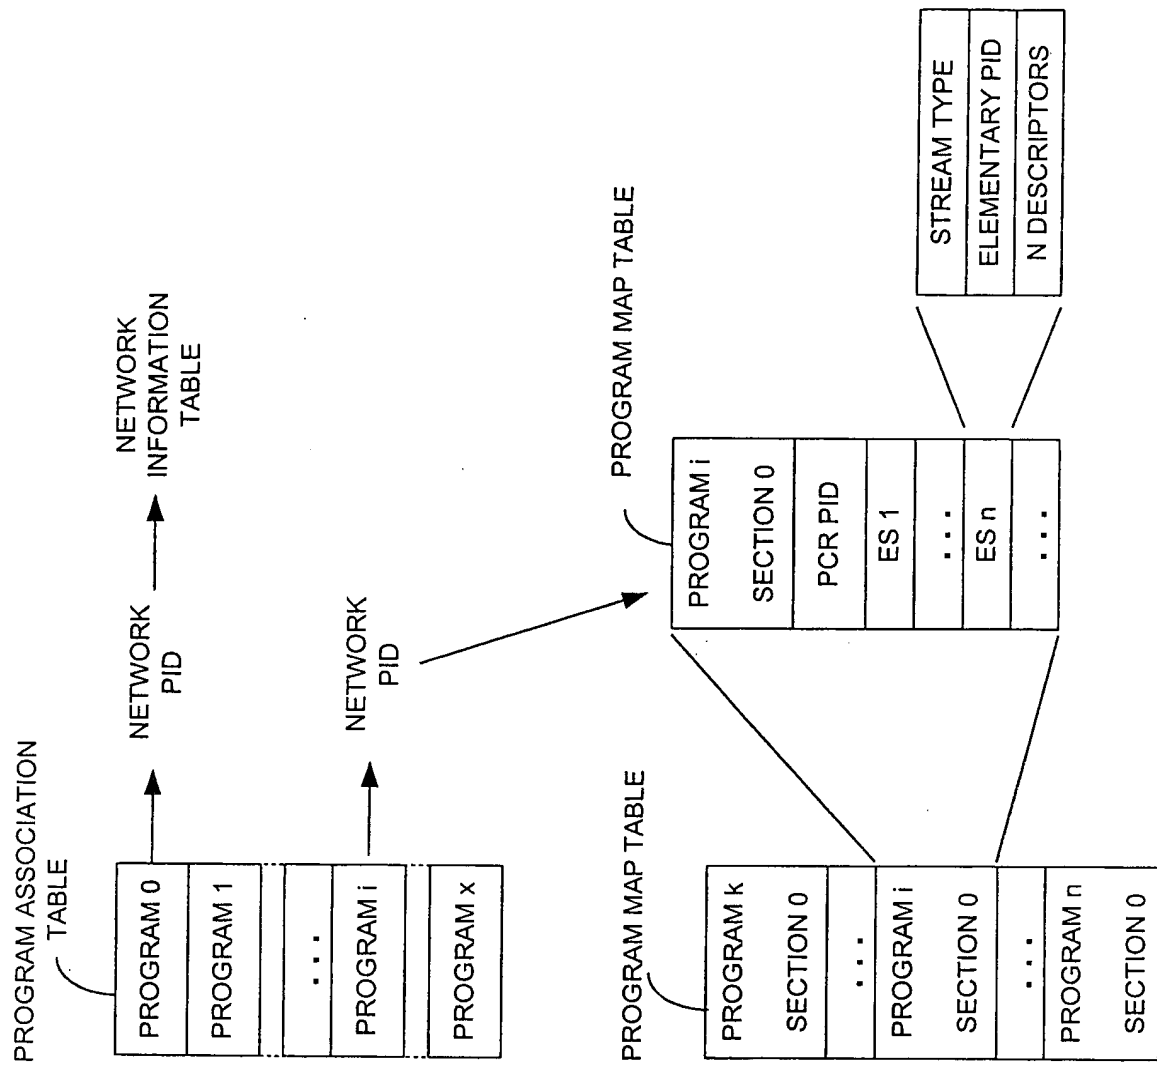 PROGRAM ASSOCIATION
TABLE
PROGRAM 0
PROGRAM 1
...
PROGRAM i
PROGRAM x
NETWORK
PID
NETWORK
INFORMATION
TABLE
NETWORK
PID
PROGRAM MAP TABLE
PROGRAM k
SECTION 0
...
PROGRAM i
SECTION 0
...
PROGRAM n
SECTION 0
PROGRAM MAP TABLE
PROGRAM i
SECTION 0
PCR PID
ES 1
...
ES n
...
STREAM TYPE
ELEMENTARY PID
N DESCRIPTORS